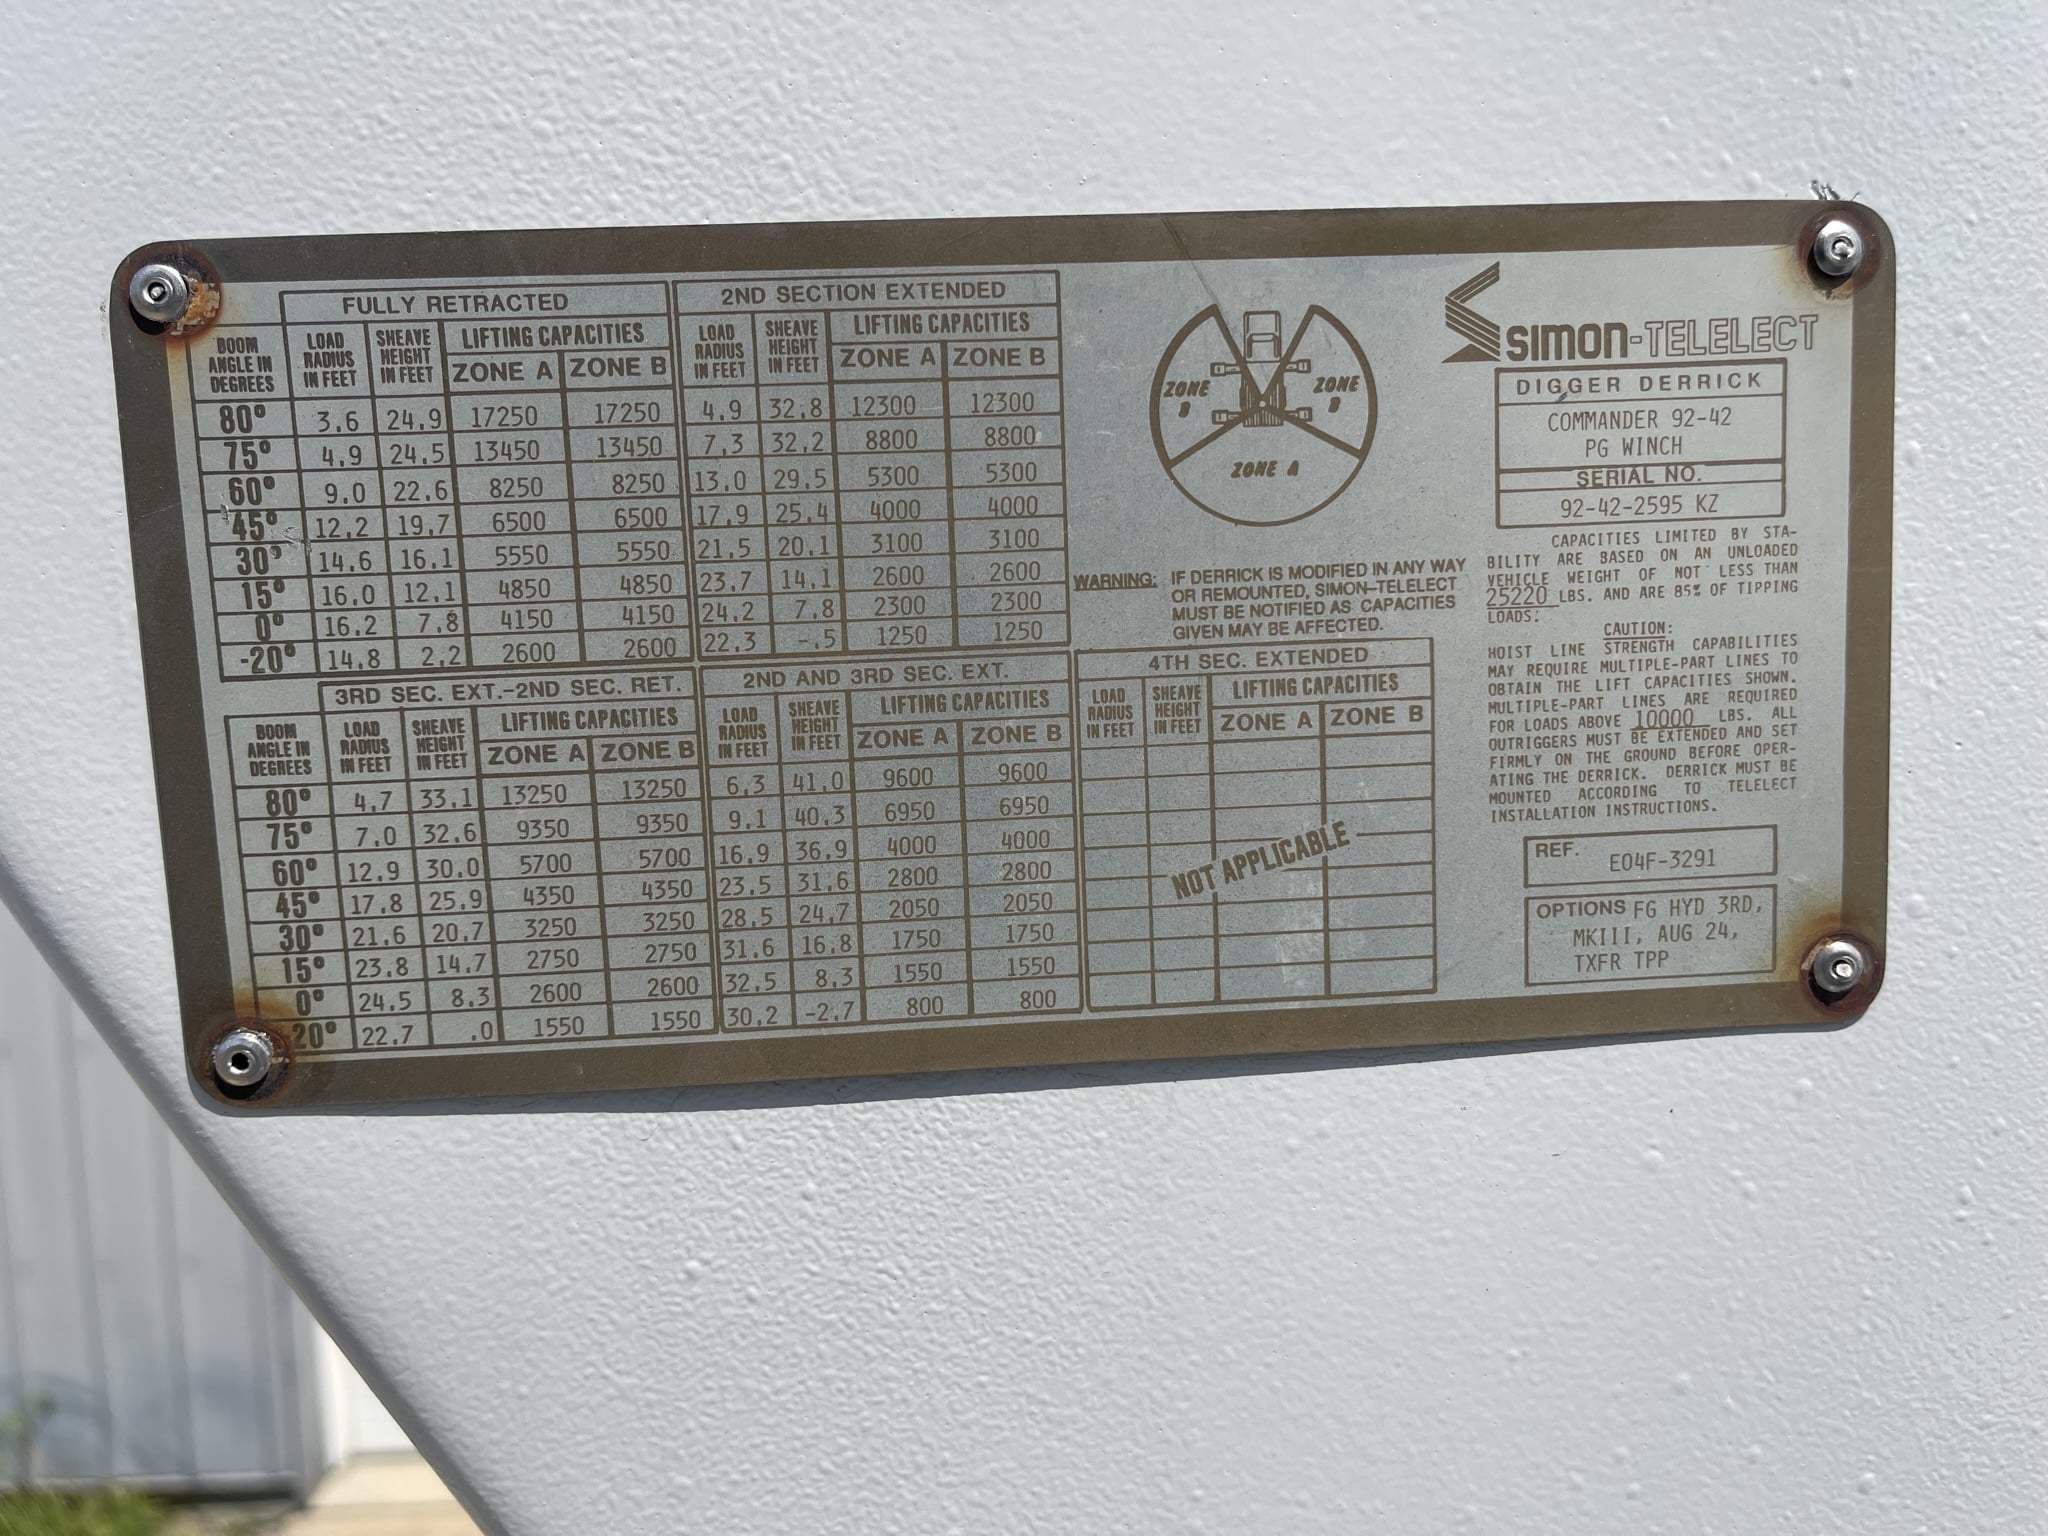 FULLY RETRACTED
BOOM ANGLE IN DEGREES LOAD RADIUS IN FEET SHEAVE HEIGHT IN FEET LIFTING CAPACITIES
ZONE A ZONE B
80° 3.6 24.9 17250 17250
75° 4.9 24.5 13450 13450
60° 9.0 22.6 8250 8250
45° 12.2 19.7 6500 6500
30° 14.6 16.1 5550 5550
15° 16.0 12.1 4850 4850
0° 16.2 7.8 4150 4150
-20° 14.8 2.2 2600 2600
2ND SECTION EXTENDED
LOAD RADIUS IN FEET SHEAVE HEIGHT IN FEET LIFTING CAPACITIES
ZONE A ZONE B
4.9 32.8 12300 12300
7.3 32.2 8800 8800
13.0 29.5 5300 5300
17.9 25.4 4000 4000
21.5 20.1 3100 3100
23.7 14.1 2600 2600
24.2 7.8 2300 2300
22.3 -.5 1250 1250
3RD SEC. EXT.-2ND SEC. RET.
BOOM ANGLE IN DEGREES LOAD RADIUS IN FEET SHEAVE HEIGHT IN FEET LIFTING CAPACITIES
ZONE A ZONE B
80° 4.7 33.1 13250 13250
75° 7.0 32.6 9350 9350
60° 12.9 30.0 5700 5700
45° 17.8 25.9 4350 4350
30° 21.6 20.7 3250 3250
15° 23.8 14.7 2750 2750
0° 24.5 8.3 2600 2600
20° 22.7 .0 1550 1550
2ND AND 3RD SEC. EXT.
LOAD RADIUS IN FEET SHEAVE HEIGHT IN FEET LIFTING CAPACITIES
ZONE A ZONE B
6.3 41.0 9600 9600
9.1 40.3 6950 6950
16.9 36.9 4000 4000
23.5 31.6 2800 2800
28.5 24.7 2050 2050
31.6 16.8 1750 1750
32.5 8.3 1550 1550
30.2 -2.7 800 800
ZONE B ZONE B
ZONE A
WARNING: IF DERRICK IS MODIFIED IN ANY WAY
OR REMOUNTED, SIMON-TELELECT
MUST BE NOTIFIED AS CAPACITIES
GIVEN MAY BE AFFECTED.
4TH SEC. EXTENDED
LOAD RADIUS IN FEET SHEAVE HEIGHT IN FEET LIFTING CAPACITIES
ZONE A ZONE B
NOT APPLICABLE
SIMON-TELELECT
DIGGER DERRICK
COMMANDER 92-42
PG WINCH
SERIAL NO.
92-42-2595 KZ
CAPACITIES LIMITED BY STA-
BILITY ARE BASED ON AN UNLOADED
VEHICLE WEIGHT OF NOT LESS THAN
25220 LBS. AND ARE 85% OF TIPPING
LOADS:
CAUTION:
HOIST LINE STRENGTH CAPABILITIES
MAY REQUIRE MULTIPLE-PART LINES TO
OBTAIN THE LIFT CAPACITIES SHOWN.
MULTIPLE-PART LINES ARE REQUIRED
FOR LOADS ABOVE 10000 LBS. ALL
OUTRIGGERS MUST BE EXTENDED AND SET
FIRMLY ON THE GROUND BEFORE OPER-
ATING THE DERRICK. DERRICK MUST BE
MOUNTED ACCORDING TO TELELECT
INSTALLATION INSTRUCTIONS.
REF. E04F-3291
OPTIONS FG HYD 3RD,
MKIII, AUG 24,
TXFR TPP